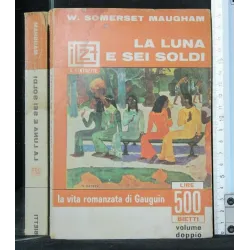 W. SOMERSET MAUGHAM
LA LUNA
E SEI SOLDI
la vita romanzata di Gauguin
LIRE
500
BIETTI
volume
doppio
MAUGHAM
LA LUNA E SEI SOLDI
BIETTI